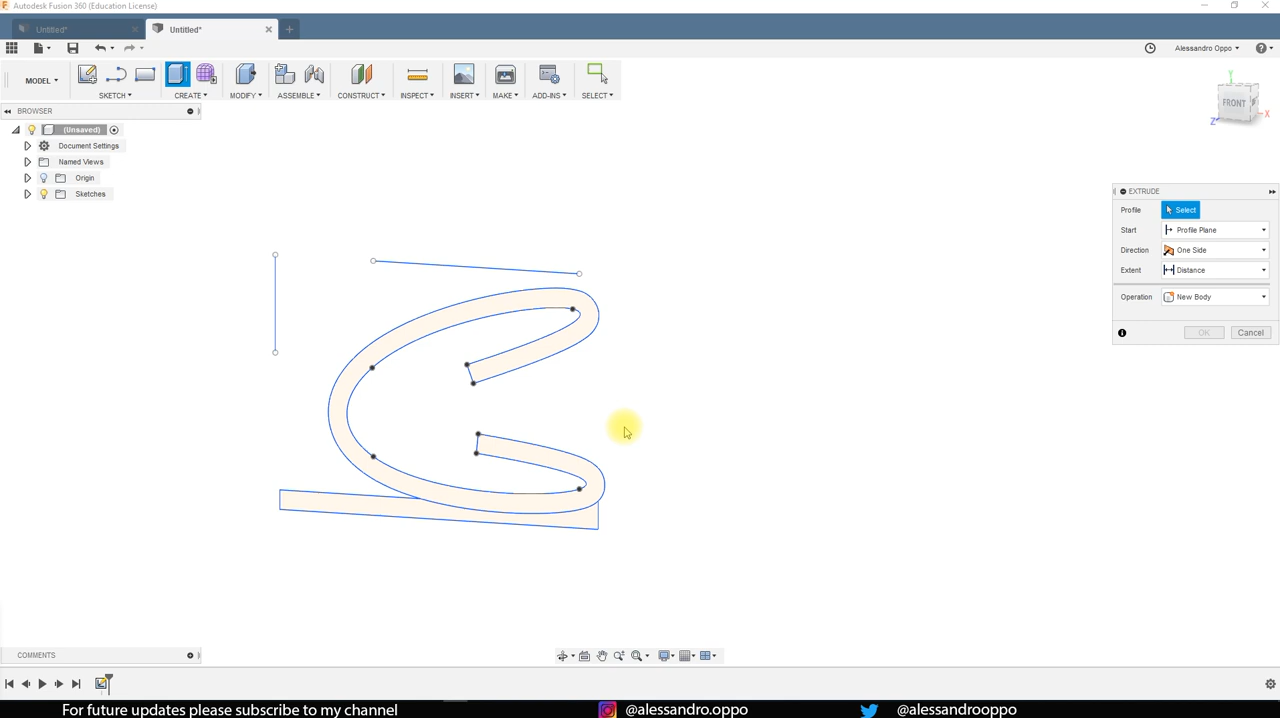 Autodesk Fusion 360 (Education License)
Untitled*
Untitled*
Alessandro Oppo
MODEL
SKETCH
CREATE
MODIFY
ASSEMBLE
CONSTRUCT
INSPECT
INSERT
MAKE
ADD-INS
SELECT
BROWSER
(Unsaved)
Document Settings
Named Views
Origin
Sketches
Y
FRONT
Z
X
EXTRUDE
Profile Select
Start Profile Plane
Direction One Side
Extent Distance
Operation New Body
OK Cancel
COMMENTS
For future updates please subscribe to my channel @alessandro.oppo @alessandrooppo